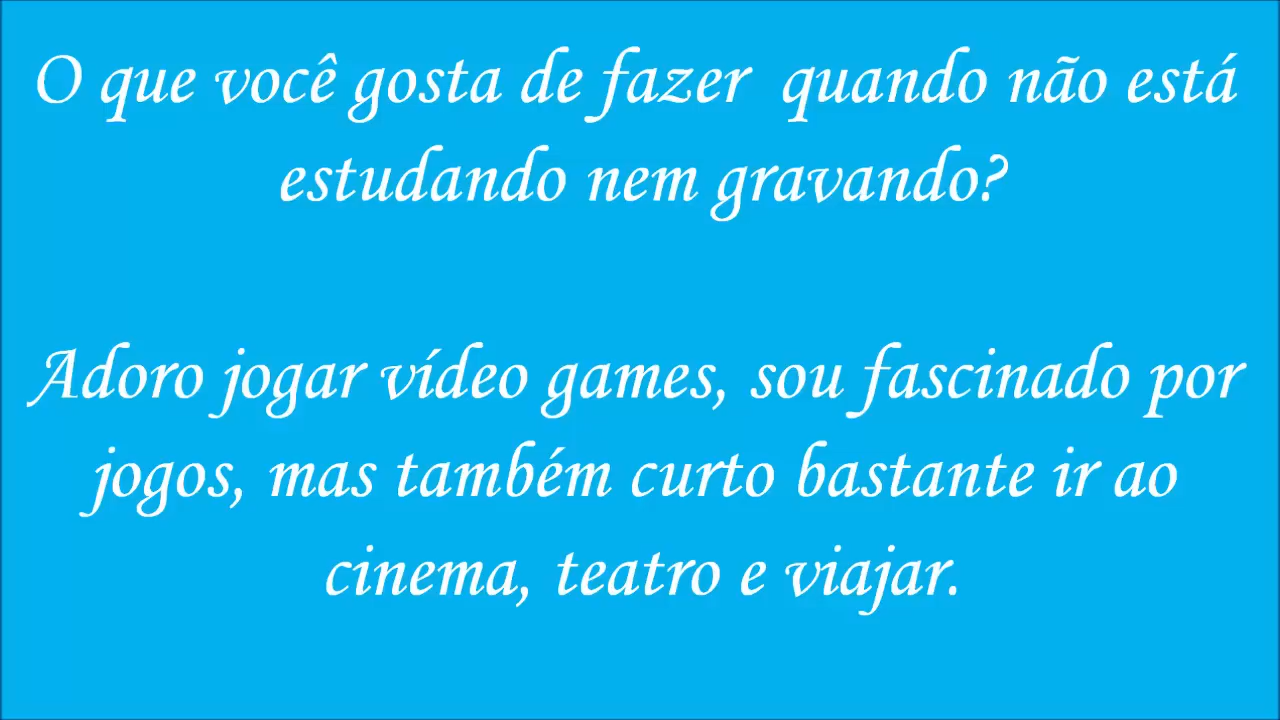 O que você gosta de fazer quando não está
estudando nem gravando?
Adoro jogar vídeo games, sou fascinado por
jogos, mas também curto bastante ir ao
cinema, teatro e viajar.